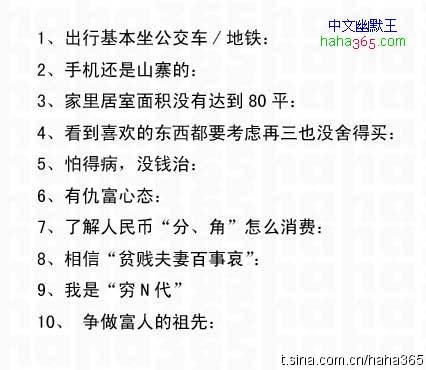 中文幽默王
haha365.com
1、出行基本坐公交车／地铁：
2、手机还是山寨的：
3、家里居室面积没有达到 80 平：
4、看到喜欢的东西都要考虑再三也没舍得买：
5、怕得病，没钱治：
6、有仇富心态：
7、了解人民币“分、角”怎么消费：
8、相信“贫贱夫妻百事哀”：
9、我是“穷 N 代”
10、 争做富人的祖先：
t.sina.com.cn/haha365